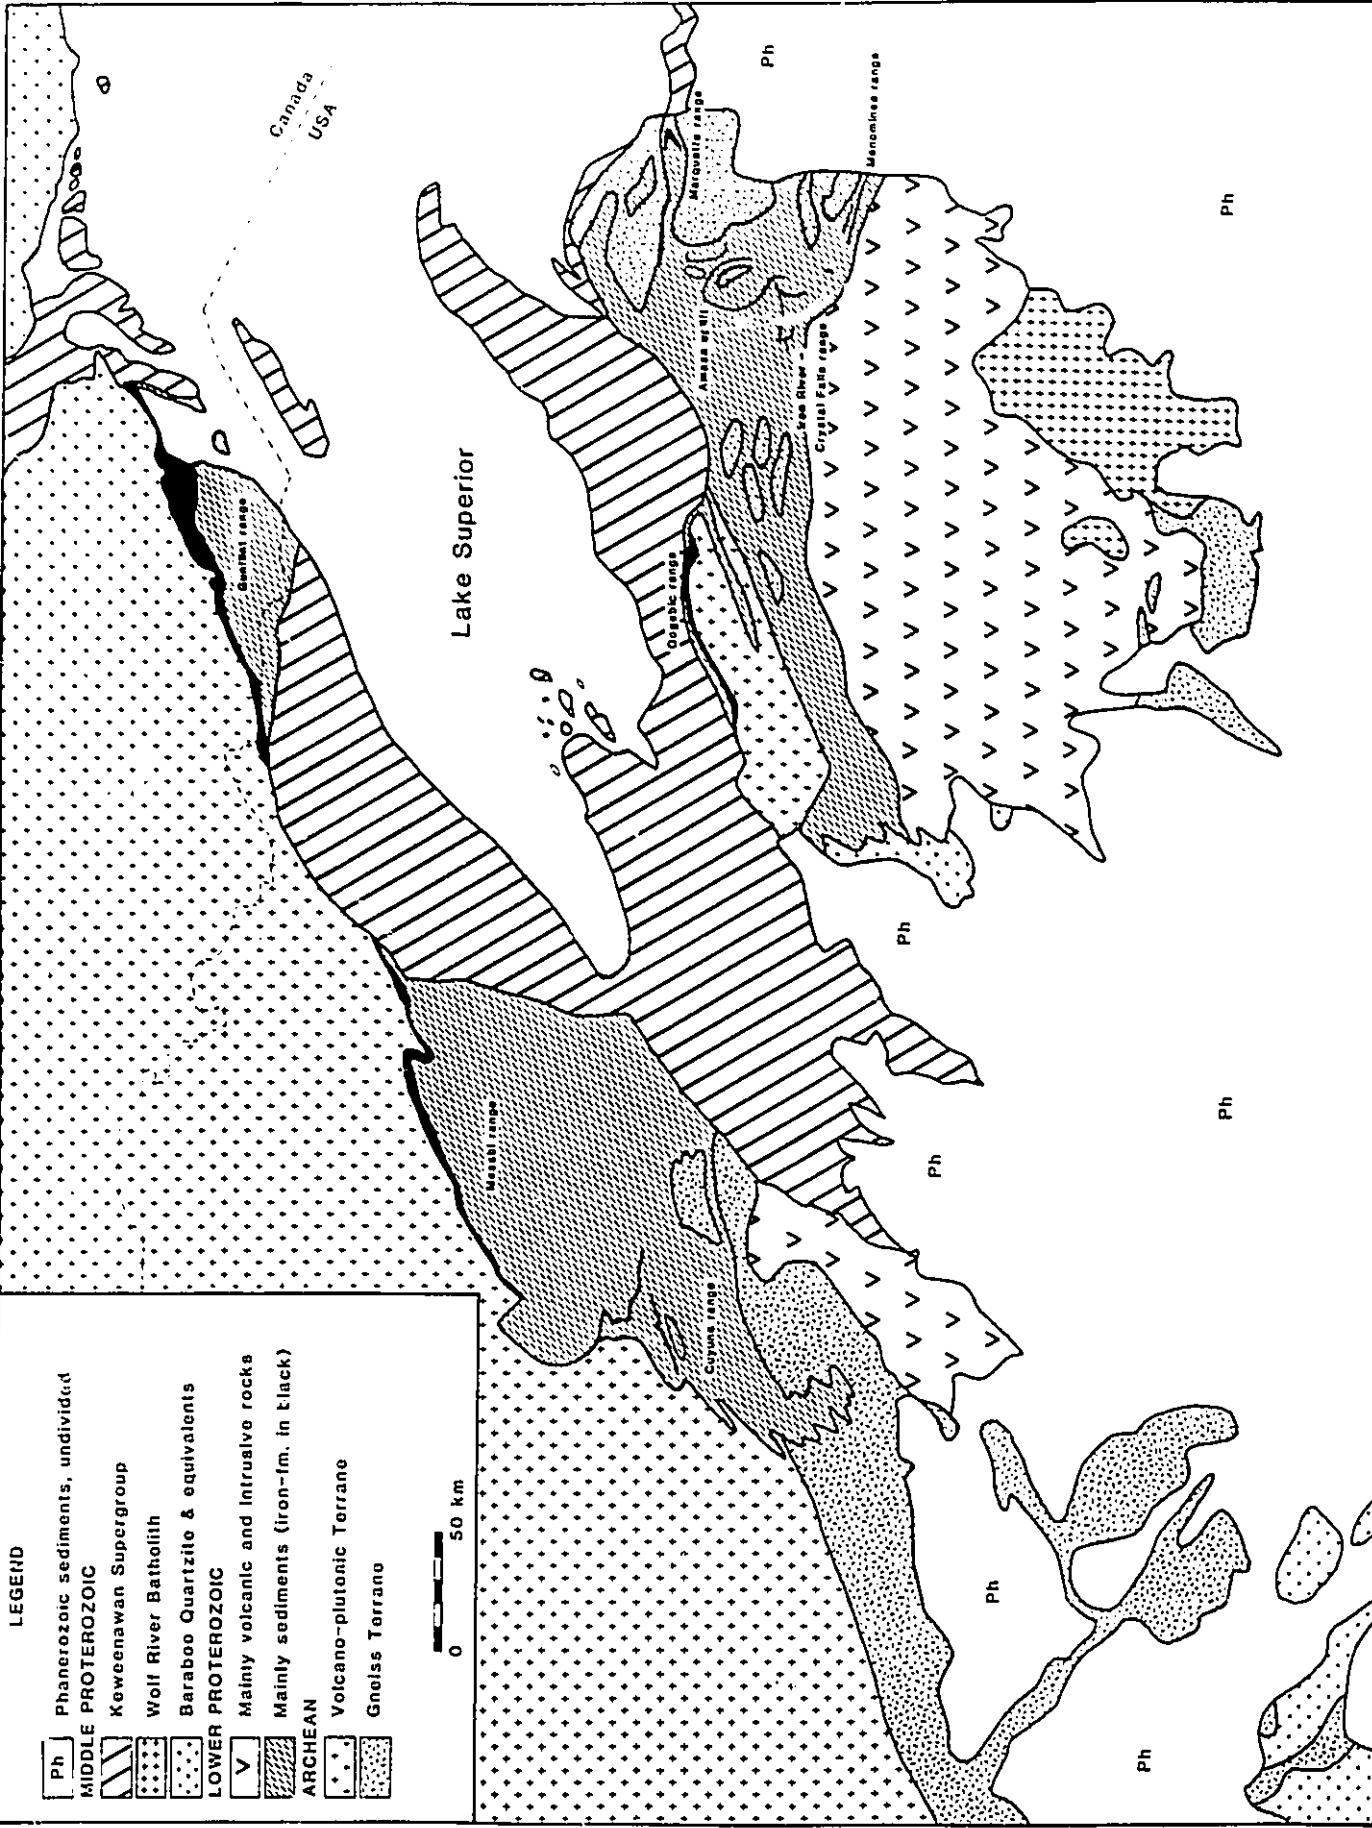 LEGEND
Ph Phanerozoic sediments, undivided
MIDDLE PROTEROZOIC
Keweenawan Supergroup
Wolf River Batholith
Baraboo Quartzite & equivalents
LOWER PROTEROZOIC
V Mainly volcanic and intrusive rocks
Mainly sediments (iron-fm. in black)
ARCHEAN
Volcano-plutonic Terrane
Gneiss Terrane
0 50 km
Canada
USA
Lake Superior
Gunflint range
Mesabi range
Cuyuna range
Gogebic range
Marquette range
Menominee range
Amasa uplift
Iron River -
Crystal Falls range
Ph
Ph
Ph
Ph
Ph
Ph
Ph